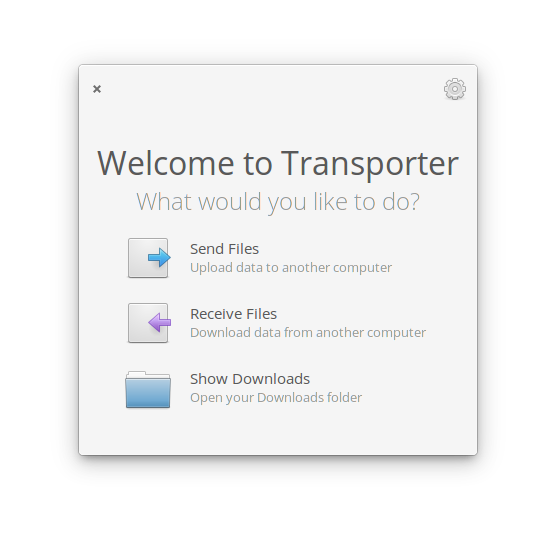 Welcome to Transporter
What would you like to do?
Send Files
Upload data to another computer
Receive Files
Download data from another computer
Show Downloads
Open your Downloads folder